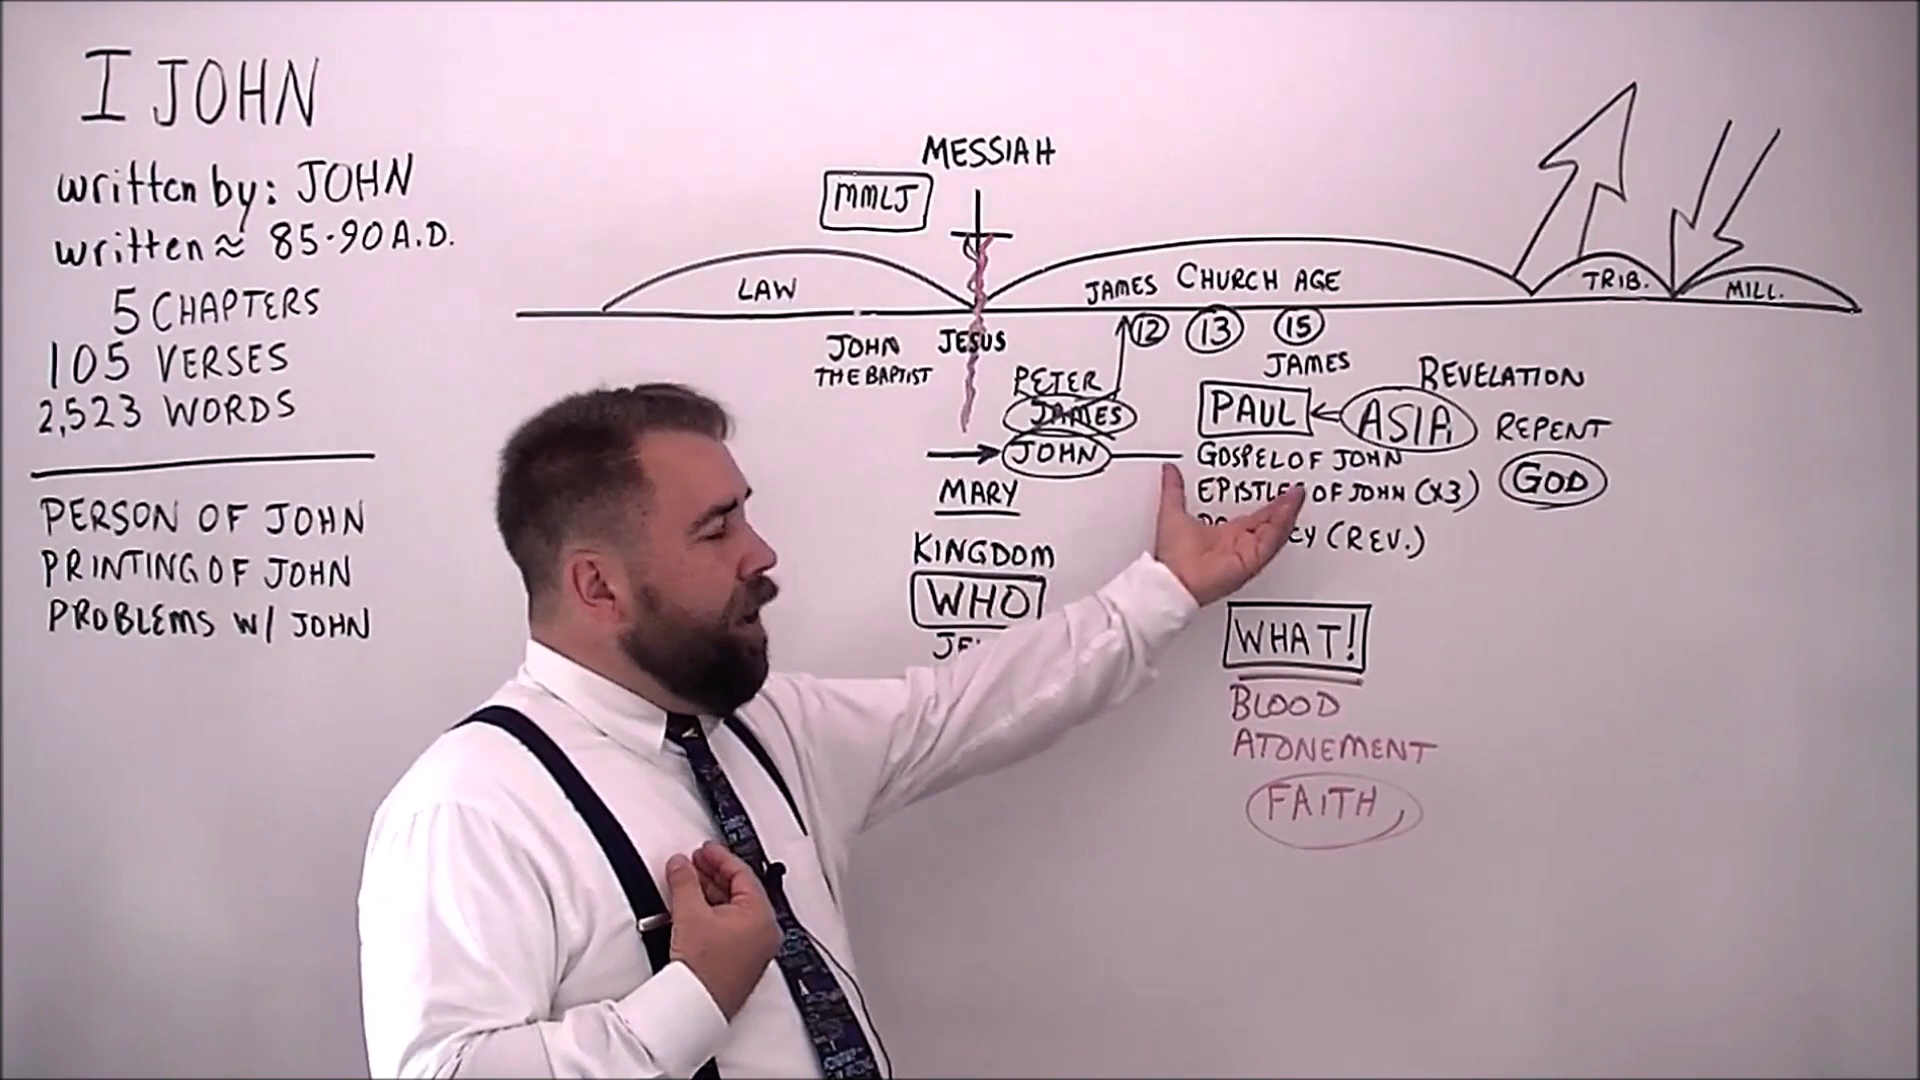 I JOHN
written by: JOHN
written ≈ 85-90 A.D.
5 CHAPTERS
105 VERSES
2,523 WORDS
PERSON OF JOHN
PRINTING OF JOHN
PROBLEMS W/ JOHN
MESSIAH
MMLJ
LAW
JAMES CHURCH AGE
TRIB.
MILL.
JOHN
THE BAPTIST
JESUS
12 13 15
JAMES
PETER
JAMES
JOHN
MARY
KINGDOM
WHO
REVELATION
PAUL ← ASIA
REPENT
GOSPEL OF JOHN
EPISTLES OF JOHN (X3)
GOD
(REV.)
WHAT!
BLOOD
ATONEMENT
FAITH